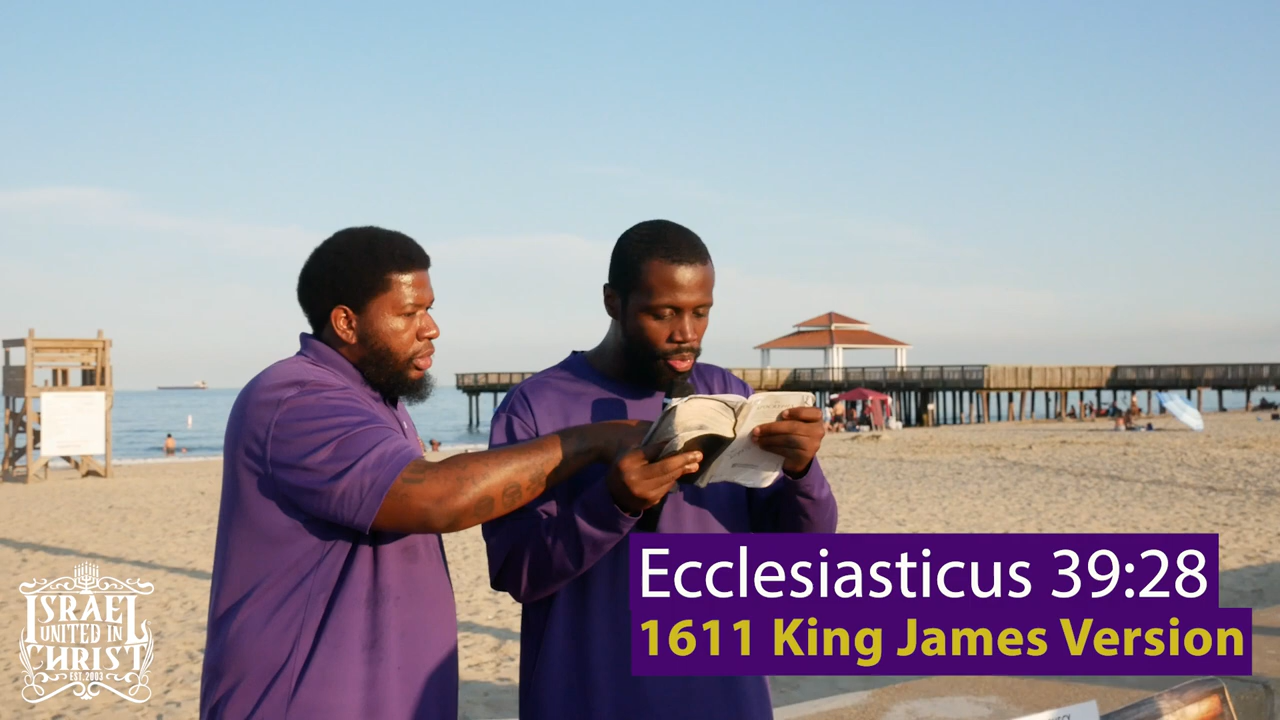 Ecclesiasticus 39:28
1611 King James Version
ISRAEL
UNITED IN
CHRIST
EST. 2003